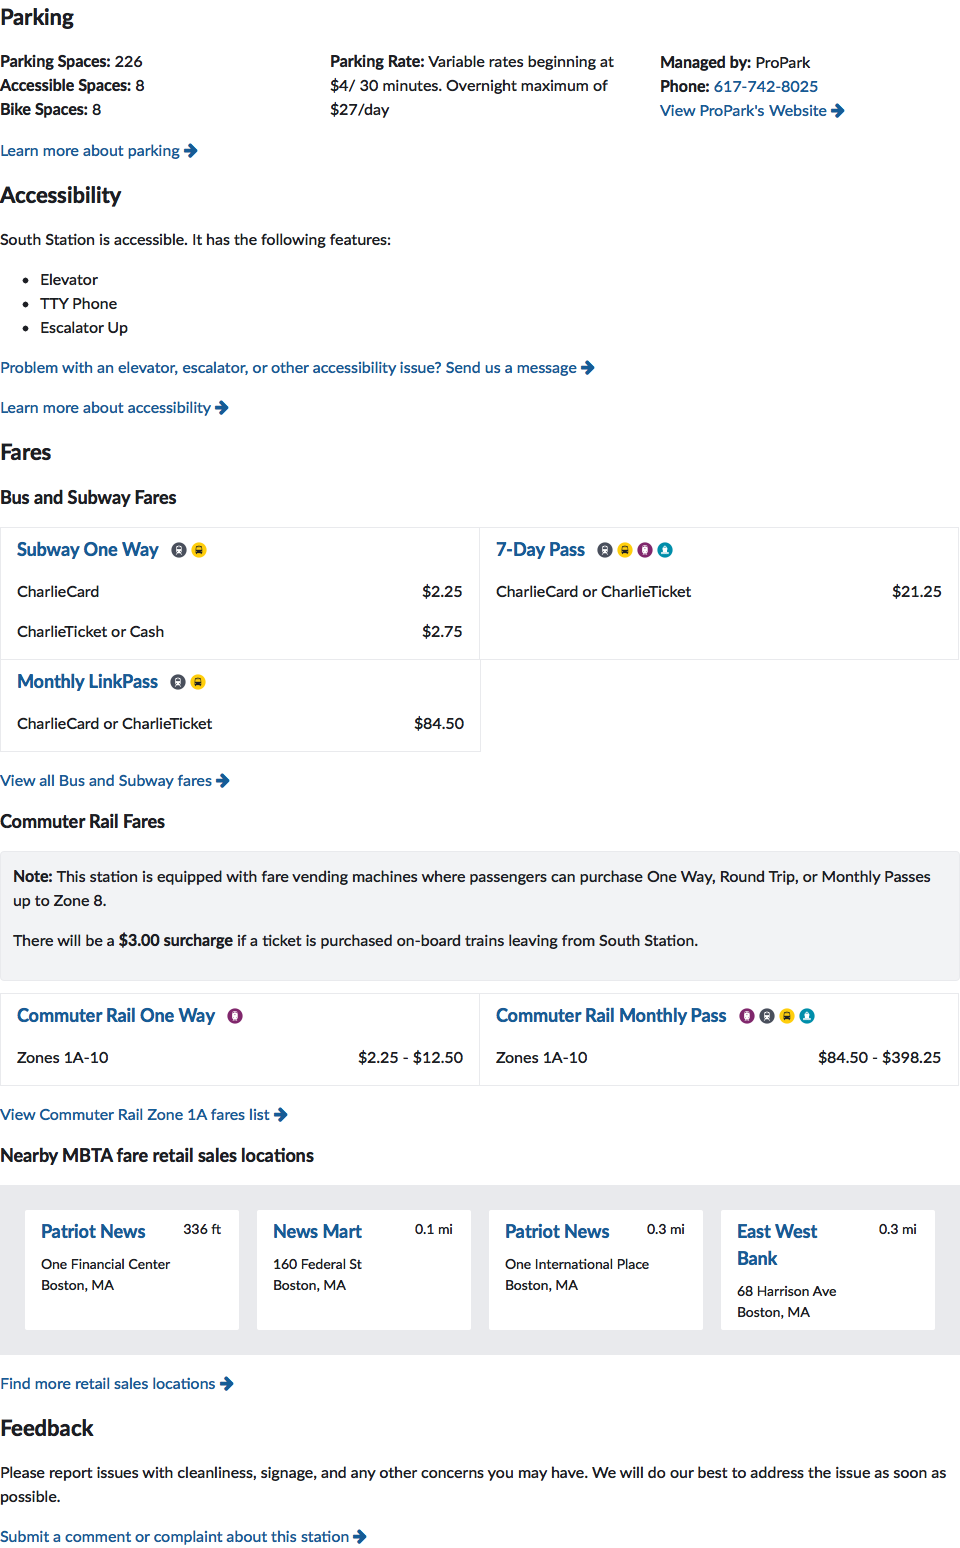 Parking
Parking Spaces: 226
Accessible Spaces: 8
Bike Spaces: 8
Parking Rate: Variable rates beginning at
$4/ 30 minutes. Overnight maximum of
$27/day
Managed by: ProPark
Phone: 617-742-8025
View ProPark's Website
Learn more about parking
Accessibility
South Station is accessible. It has the following features:
Elevator
TTY Phone
Escalator Up
Problem with an elevator, escalator, or other accessibility issue? Send us a message
Learn more about accessibility
Fares
Bus and Subway Fares
Subway One Way
CharlieCard $2.25
CharlieTicket or Cash $2.75
7-Day Pass
CharlieCard or CharlieTicket $21.25
Monthly LinkPass
CharlieCard or CharlieTicket $84.50
View all Bus and Subway fares
Commuter Rail Fares
Note: This station is equipped with fare vending machines where passengers can purchase One Way, Round Trip, or Monthly Passes
up to Zone 8.
There will be a $3.00 surcharge if a ticket is purchased on-board trains leaving from South Station.
Commuter Rail One Way
Zones 1A-10 $2.25 - $12.50
Commuter Rail Monthly Pass
Zones 1A-10 $84.50 - $398.25
View Commuter Rail Zone 1A fares list
Nearby MBTA fare retail sales locations
Patriot News 336 ft
One Financial Center
Boston, MA
News Mart 0.1 mi
160 Federal St
Boston, MA
Patriot News 0.3 mi
One International Place
Boston, MA
East West 0.3 mi
Bank
68 Harrison Ave
Boston, MA
Find more retail sales locations
Feedback
Please report issues with cleanliness, signage, and any other concerns you may have. We will do our best to address the issue as soon as
possible.
Submit a comment or complaint about this station